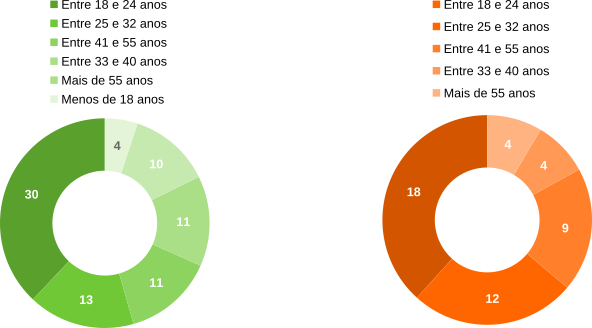 Entre 18 e 24 anos
Entre 25 e 32 anos
Entre 41 e 55 anos
Entre 33 e 40 anos
Mais de 55 anos
Menos de 18 anos
4
10
30
11
11
13
Entre 18 e 24 anos
Entre 25 e 32 anos
Entre 41 e 55 anos
Entre 33 e 40 anos
Mais de 55 anos
4
4
18
9
12